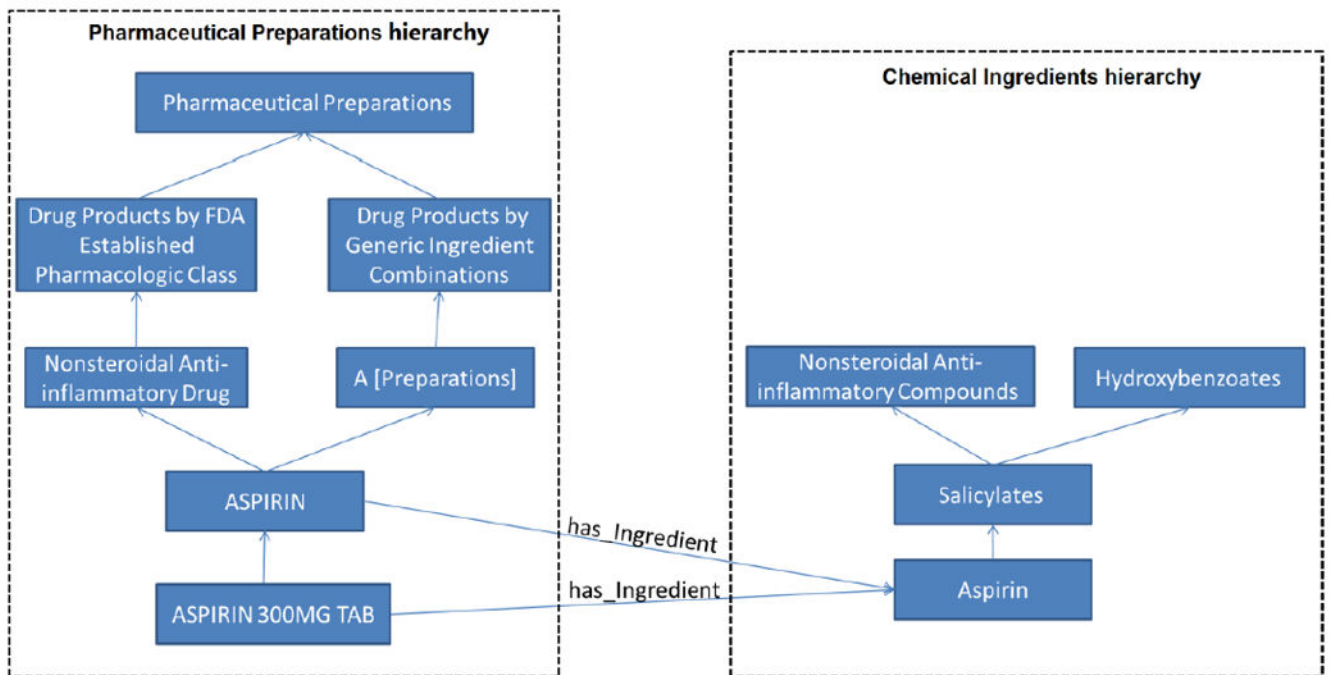 Pharmaceutical Preparations hierarchy
Pharmaceutical Preparations
Drug Products by FDA
Established
Pharmacologic Class
Drug Products by
Generic Ingredient
Combinations
Nonsteroidal Anti-
inflammatory Drug
A [Preparations]
ASPIRIN
ASPIRIN 300MG TAB
has_Ingredient
has_Ingredient
Chemical Ingredients hierarchy
Nonsteroidal Anti-
inflammatory Compounds
Hydroxybenzoates
Salicylates
Aspirin